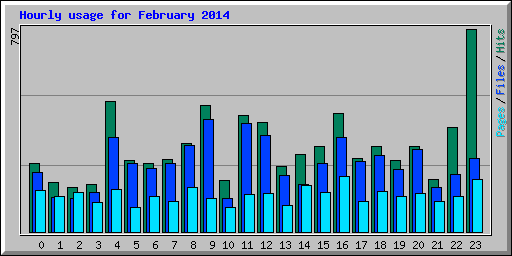 Hourly usage for February 2014
797
Pages / Files / Hits
0 1 2 3 4 5 6 7 8 9 10 11 12 13 14 15 16 17 18 19 20 21 22 23